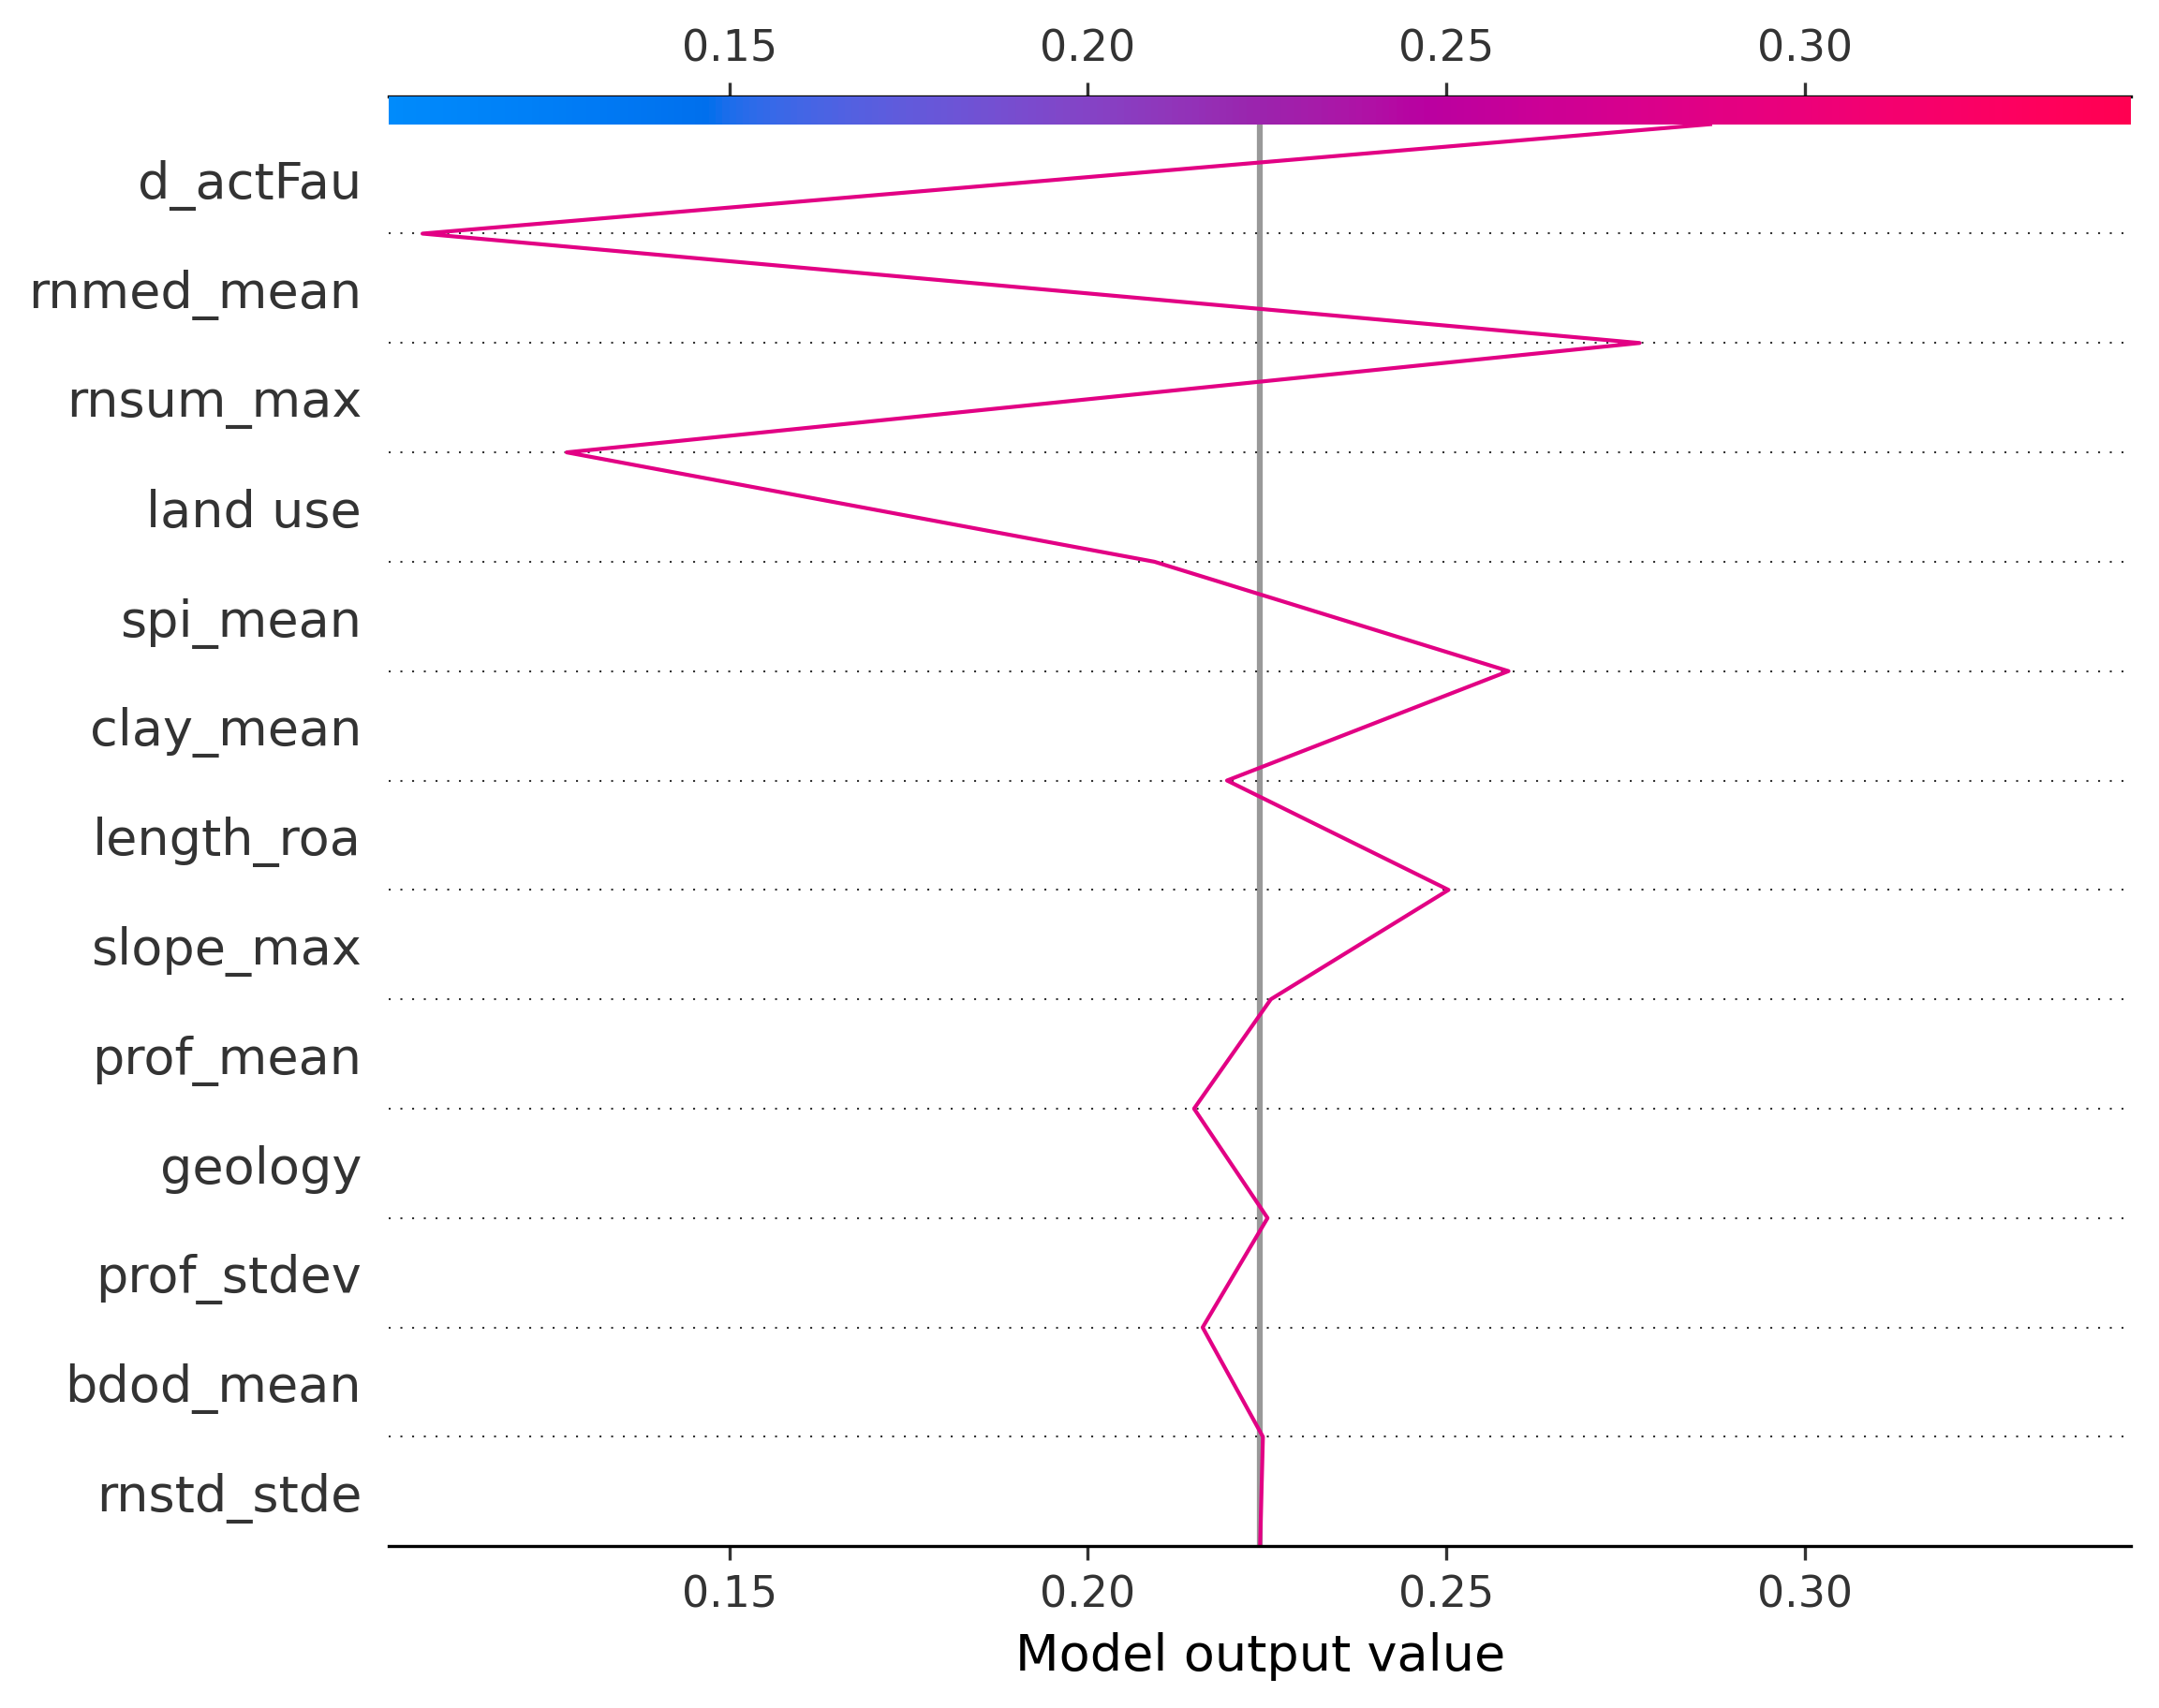 0.15 0.20 0.25 0.30
d_actFau
rnmed_mean
rnsum_max
land use
spi_mean
clay_mean
length_roa
slope_max
prof_mean
geology
prof_stdev
bdod_mean
rnstd_stde
0.15 0.20 0.25 0.30
Model output value